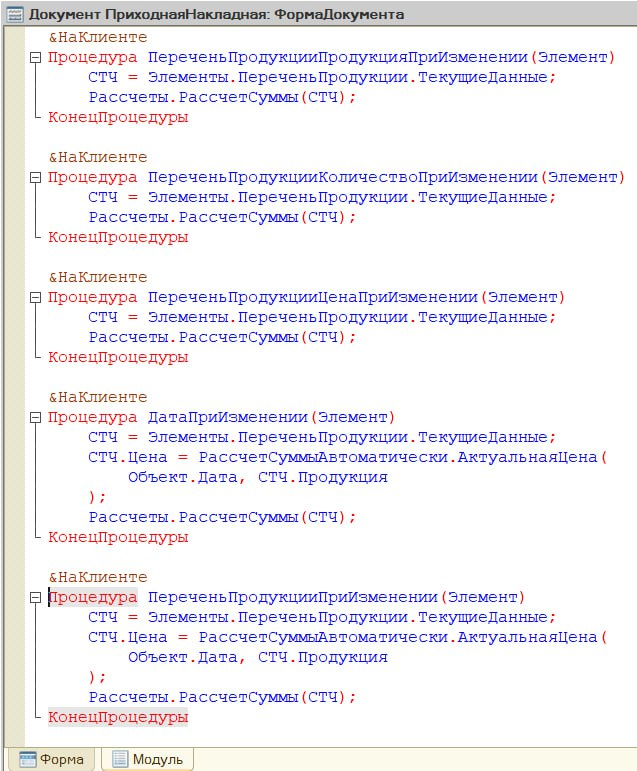 Документ ПриходнаяНакладная: ФормаДокумента
&НаКлиенте
Процедура ПереченьПродукцииПродукцияПриИзменении(Элемент)
СТЧ = Элементы.ПереченьПродукции.ТекущиеДанные;
Рассчеты.РассчетСуммы(СТЧ);
КонецПроцедуры
&НаКлиенте
Процедура ПереченьПродукцииКоличествоПриИзменении(Элемент)
СТЧ = Элементы.ПереченьПродукции.ТекущиеДанные;
Рассчеты.РассчетСуммы(СТЧ);
КонецПроцедуры
&НаКлиенте
Процедура ПереченьПродукцииЦенаПриИзменении(Элемент)
СТЧ = Элементы.ПереченьПродукции.ТекущиеДанные;
Рассчеты.РассчетСуммы(СТЧ);
КонецПроцедуры
&НаКлиенте
Процедура ДатаПриИзменении(Элемент)
СТЧ = Элементы.ПереченьПродукции.ТекущиеДанные;
СТЧ.Цена = РассчетСуммыАвтоматически.АктуальнаяЦена(
Объект.Дата, СТЧ.Продукция
);
Рассчеты.РассчетСуммы(СТЧ);
КонецПроцедуры
&НаКлиенте
Процедура ПереченьПродукцииПриИзменении(Элемент)
СТЧ = Элементы.ПереченьПродукции.ТекущиеДанные;
СТЧ.Цена = РассчетСуммыАвтоматически.АктуальнаяЦена(
Объект.Дата, СТЧ.Продукция
);
Рассчеты.РассчетСуммы(СТЧ);
КонецПроцедуры
Форма Модуль